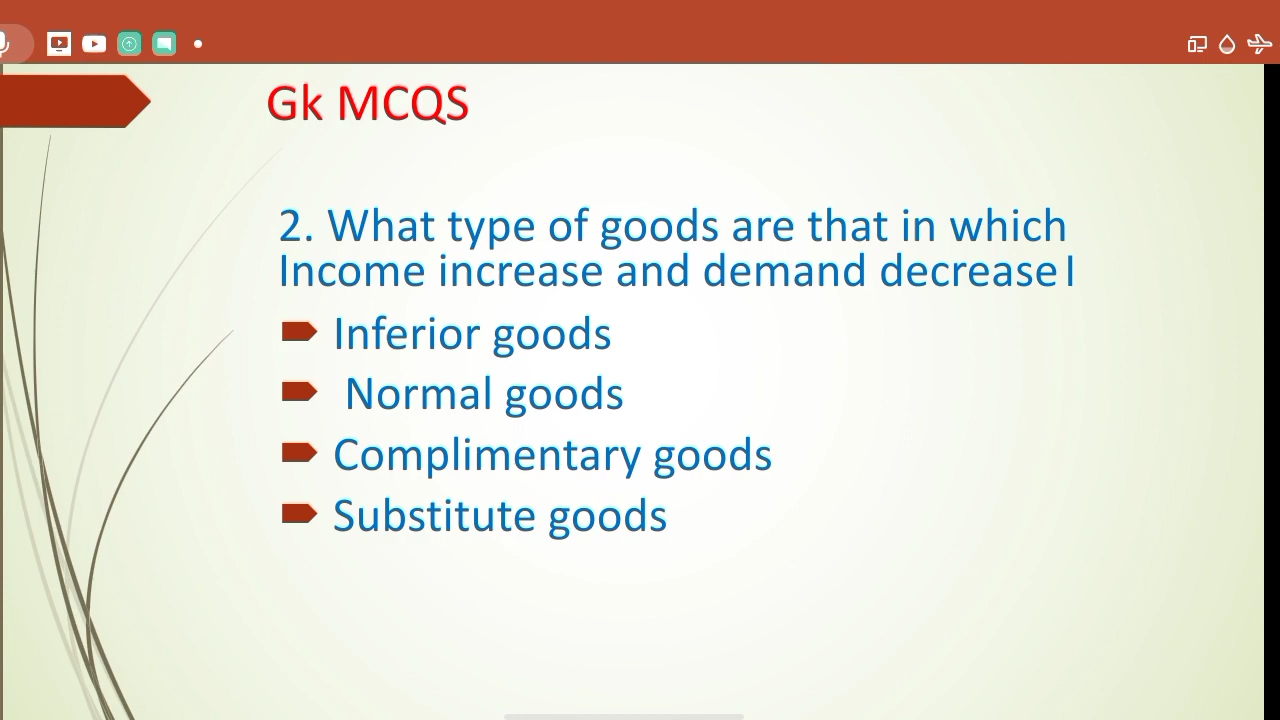 Gk MCQS
2. What type of goods are that in which
Income increase and demand decrease I
Inferior goods
Normal goods
Complimentary goods
Substitute goods